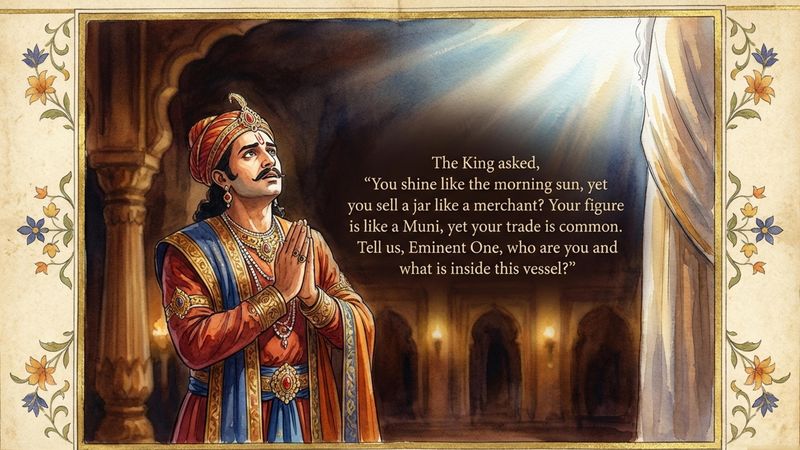 The King asked,
“You shine like the morning sun, yet
you sell a jar like a merchant? Your figure
is like a Muni, yet your trade is common.
Tell us, Eminent One, who are you and
what is inside this vessel?”